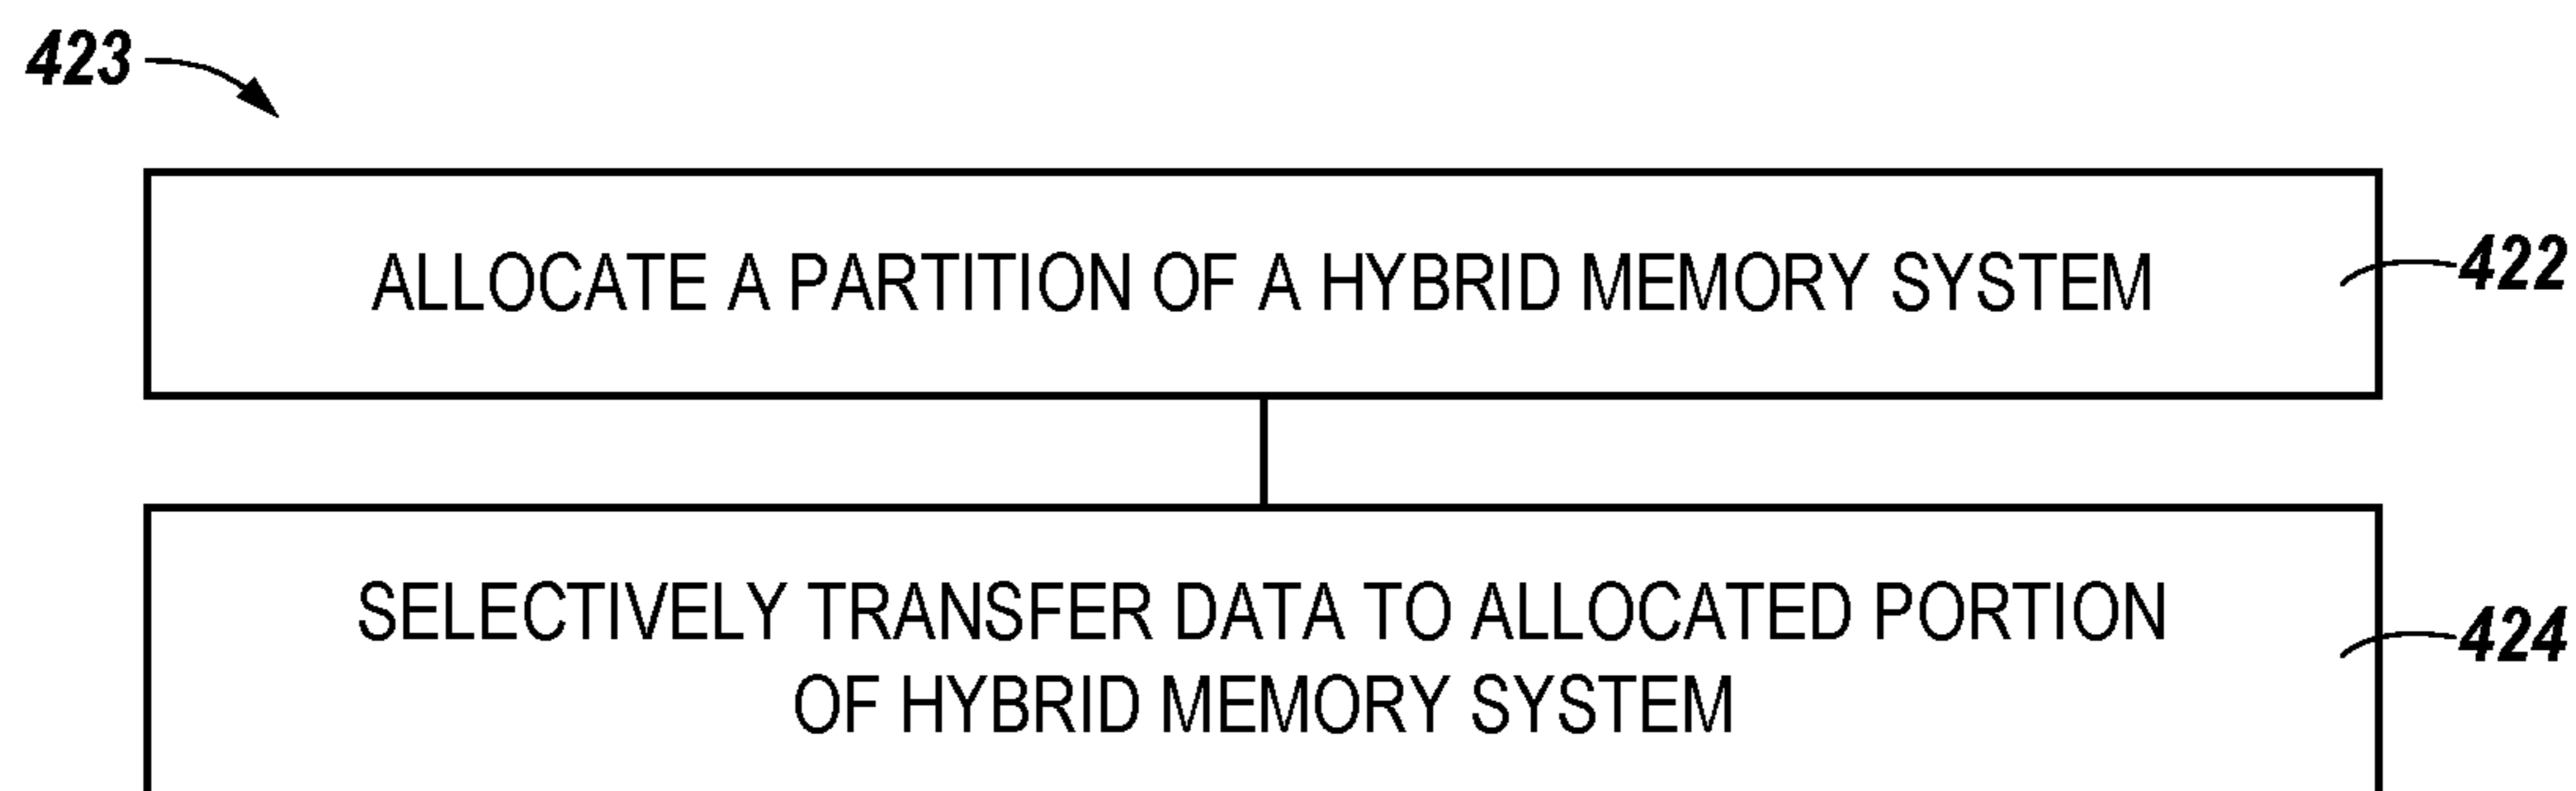 423
ALLOCATE A PARTITION OF A HYBRID MEMORY SYSTEM
422
SELECTIVELY TRANSFER DATA TO ALLOCATED PORTION
OF HYBRID MEMORY SYSTEM
424